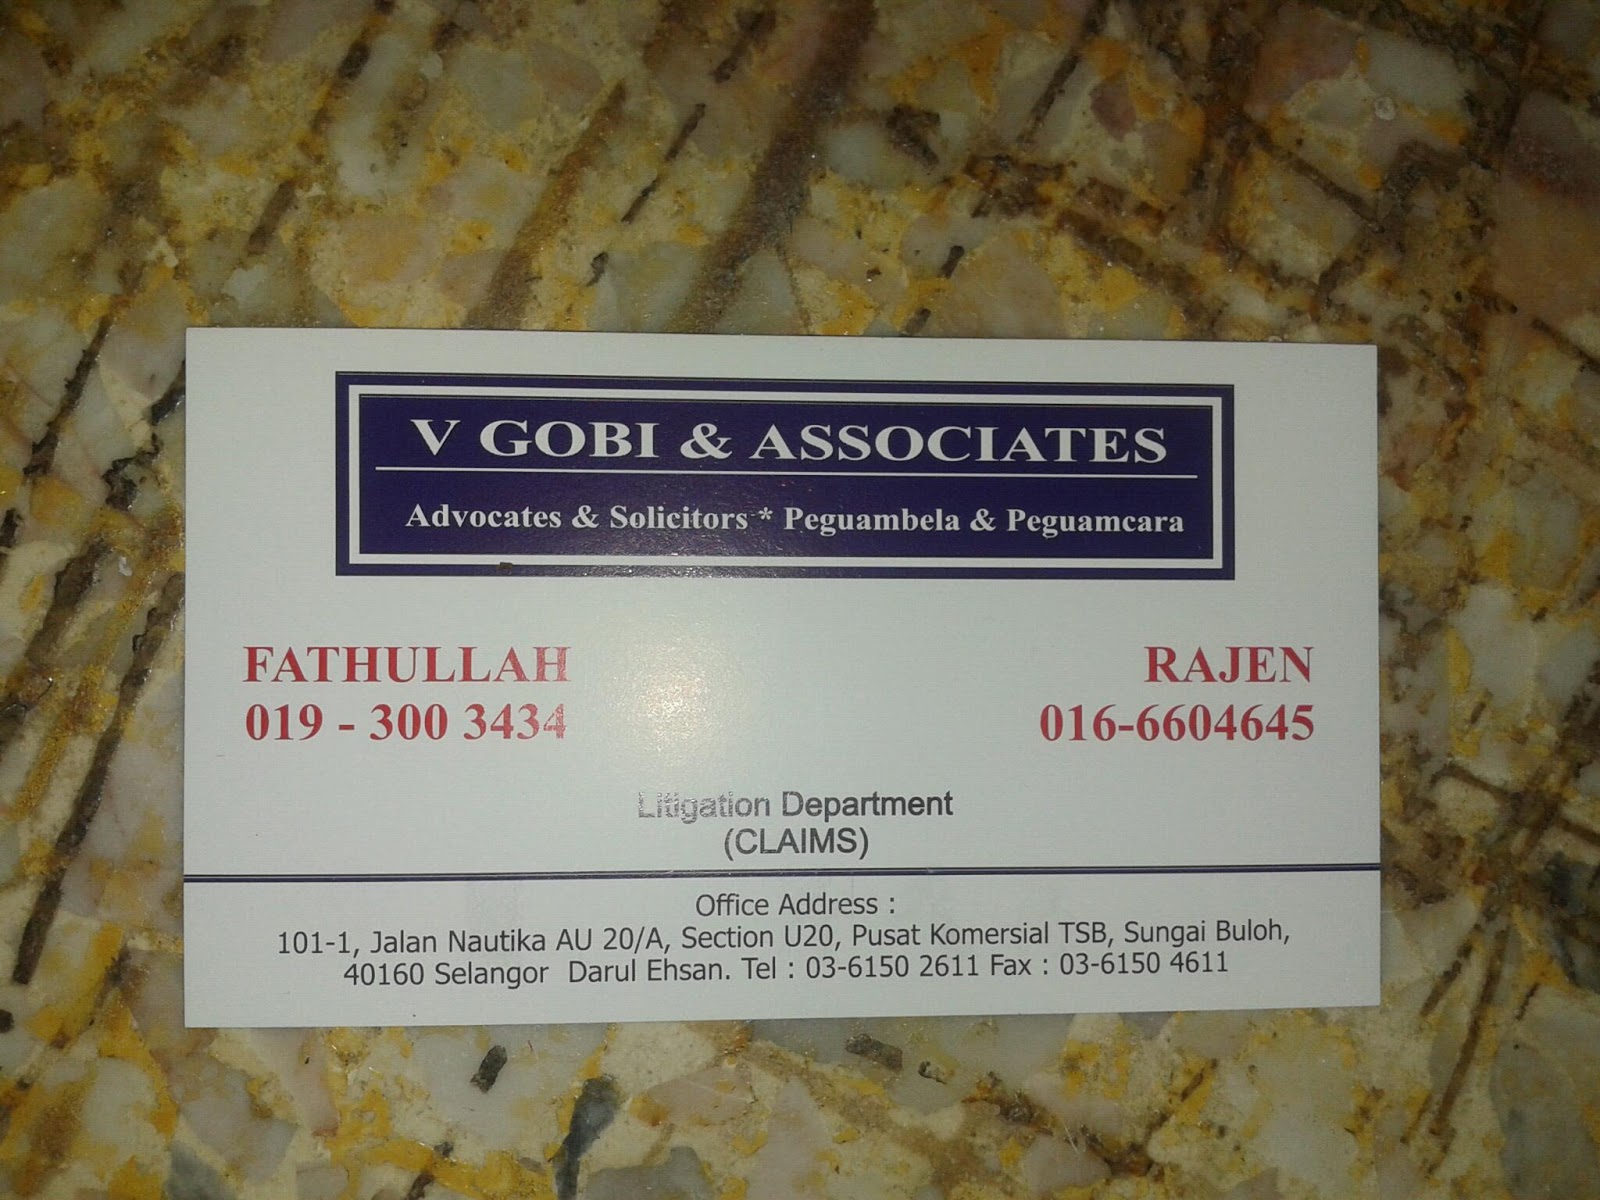 V GOBI & ASSOCIATES
Advocates & Solicitors * Peguambela & Peguamcara
FATHULLAH
019 - 300 3434
RAJEN
016-6604645
Litigation Department
(CLAIMS)
Office Address :
101-1, Jalan Nautika AU 20/A, Section U20, Pusat Komersial TSB, Sungai Buloh,
40160 Selangor Darul Ehsan. Tel : 03-6150 2611 Fax : 03-6150 4611